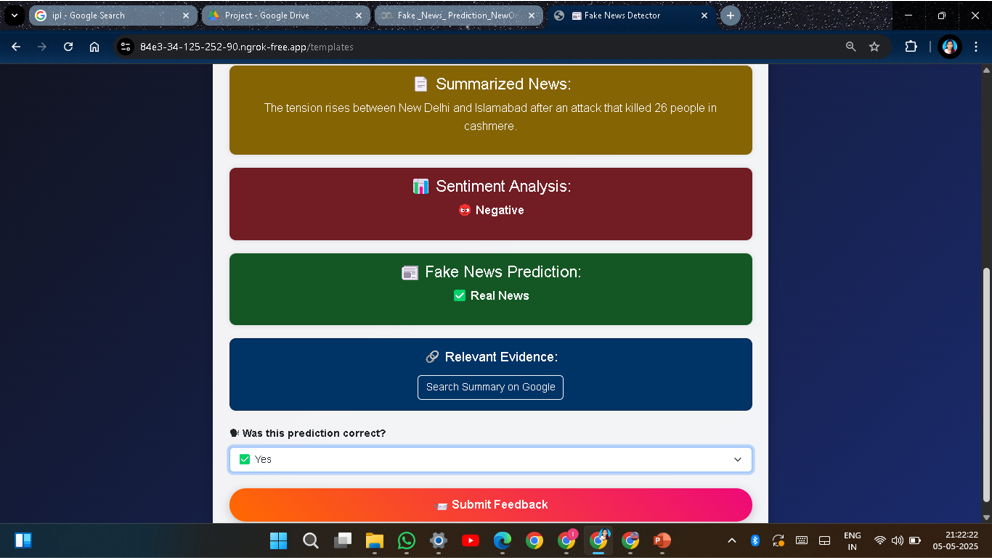 ipl - Google Search
Project - Google Drive
Fake _News_ Prediction_NewOr
Fake News Detector
84e3-34-125-252-90.ngrok-free.app/templates
Summarized News:
The tension rises between New Delhi and Islamabad after an attack that killed 26 people in
cashmere.
Sentiment Analysis:
Negative
Fake News Prediction:
Real News
Relevant Evidence:
Search Summary on Google
Was this prediction correct?
Yes
Submit Feedback
ENG
IN
21:22:22
05-05-2025